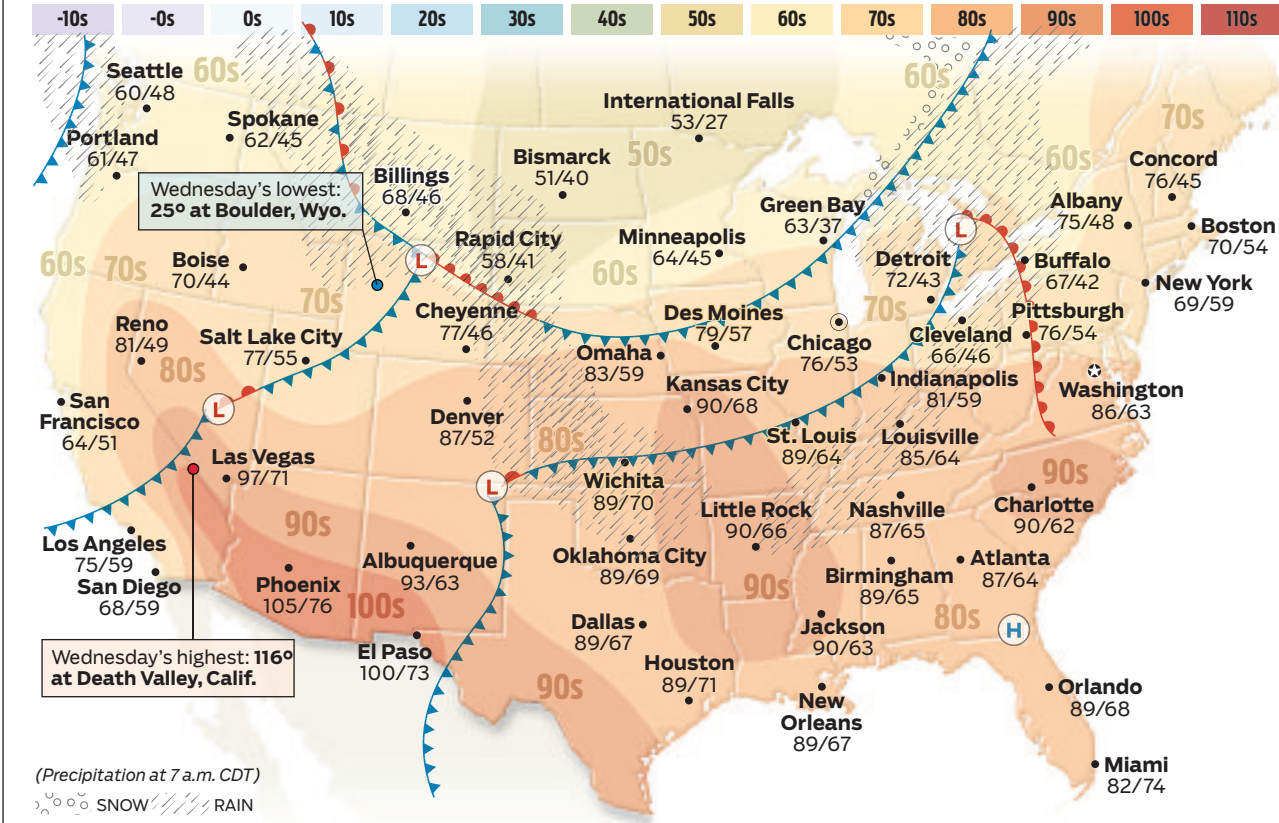 -10s -0s 0s 10s 20s 30s 40s 50s 60s 70s 80s 90s 100s 110s
Seattle
60/48
60s
Spokane
62/45
Portland
61/47
Wednesday's lowest:
25º at Boulder, Wyo.
Billings
68/46
International Falls
53/27
Bismarck
51/40
50s
60s
70s
60s
Concord
76/45
Albany
75/48
Boston
70/54
Green Bay
63/37
Minneapolis
64/45
Rapid City
58/41
60s
L
L
Detroit
72/43
Buffalo
67/42
New York
69/59
60s
70s
Boise
70/44
70s
Reno
81/49
80s
Salt Lake City
77/55
Cheyenne
77/46
Des Moines
79/57
Omaha
83/59
Chicago
76/53
70s
Cleveland
66/46
Pittsburgh
76/54
Washington
86/63
San
Francisco
64/51
L
Denver
87/52
Kansas City
90/68
Indianapolis
81/59
80s
St. Louis
89/64
Louisville
85/64
Las Vegas
97/71
L
Wichita
89/70
90s
Charlotte
90/62
Little Rock
90/66
Nashville
87/65
90s
Los Angeles
75/59
San Diego
68/59
Phoenix
105/76
Albuquerque
93/63
100s
Oklahoma City
89/69
90s
Birmingham
89/65
Atlanta
87/64
80s
H
Dallas
89/67
Jackson
90/63
El Paso
100/73
Wednesday's highest: 116º
at Death Valley, Calif.
90s
Houston
89/71
New
Orleans
89/67
Orlando
89/68
Miami
82/74
(Precipitation at 7 a.m. CDT)
SNOW RAIN